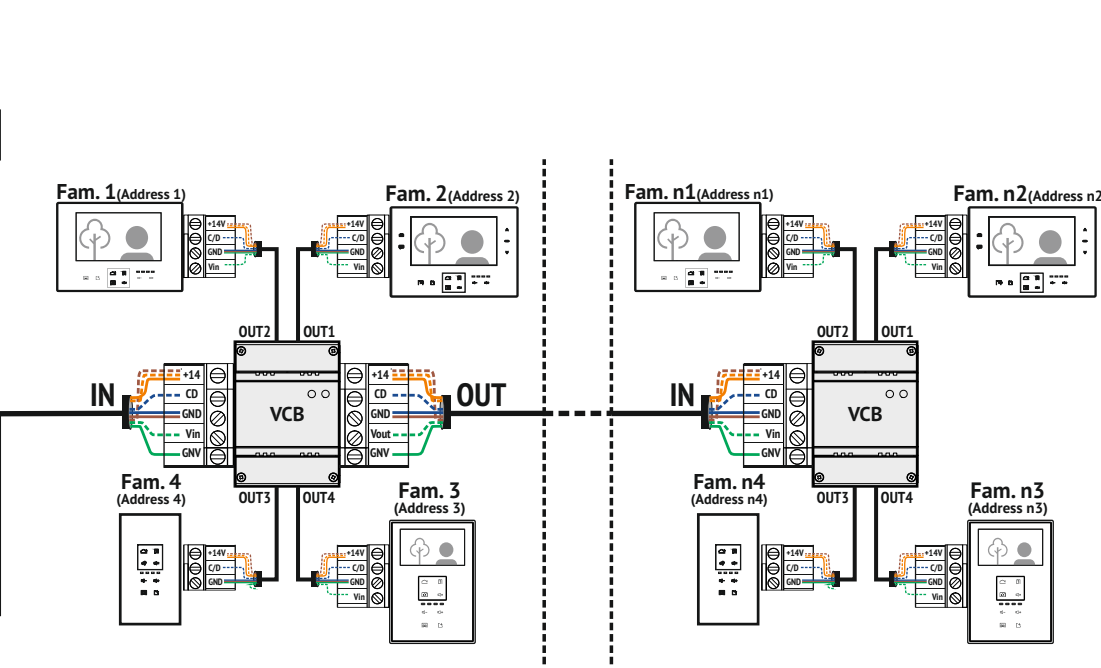 Fam. 1(Address 1)
+14V
C/D
GND
Vin
Fam. 2(Address 2)
+14V
C/D
GND
Vin
OUT2
OUT1
IN
+14
CD
GND
Vin
GNV
VCB
+14
CD
GND
Vout
GNV
OUT
OUT3
OUT4
Fam. 4
(Address 4)
+14V
C/D
GND
Fam. 3
(Address 3)
+14V
C/D
GND
Vin
Fam. n1(Address n1)
+14V
C/D
GND
Vin
Fam. n2(Address n2
+14V
C/D
GND
Vin
OUT2
OUT1
IN
+14
CD
GND
Vin
GNV
VCB
OUT3
OUT4
Fam. n4
(Address n4)
+14V
C/D
GND
Fam. n3
(Address n3)
+14V
C/D
GND
Vin